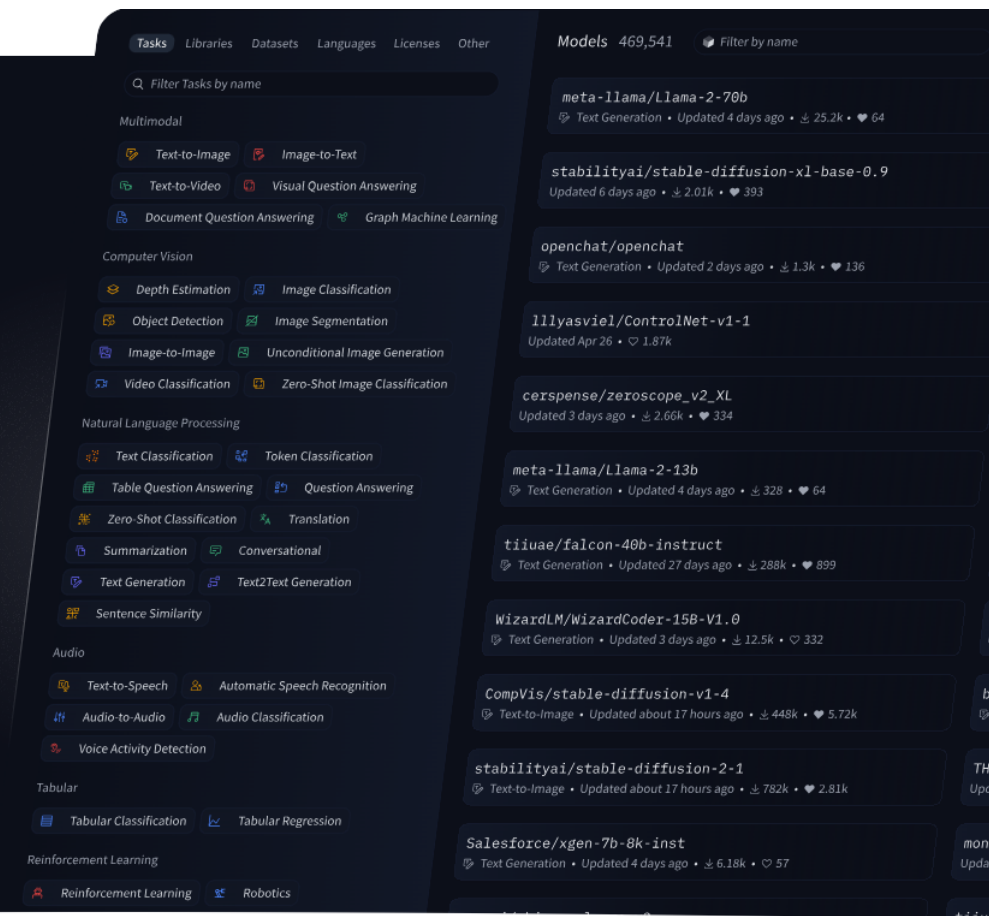 Tasks Libraries Datasets Languages Licenses Other
Filter Tasks by name
Multimodal
Text-to-Image Image-to-Text
Text-to-Video Visual Question Answering
Document Question Answering Graph Machine Learning
Computer Vision
Depth Estimation Image Classification
Object Detection Image Segmentation
Image-to-Image Unconditional Image Generation
Video Classification Zero-Shot Image Classification
Natural Language Processing
Text Classification Token Classification
Table Question Answering Question Answering
Zero-Shot Classification Translation
Summarization Conversational
Text Generation Text2Text Generation
Sentence Similarity
Audio
Text-to-Speech Automatic Speech Recognition
Audio-to-Audio Audio Classification
Voice Activity Detection
Tabular
Tabular Classification Tabular Regression
Reinforcement Learning
Reinforcement Learning Robotics
Models 469,541 Filter by name
meta-llama/Llama-2-70b
Text Generation • Updated 4 days ago • 25.2k • 64
stabilityai/stable-diffusion-xl-base-0.9
Updated 6 days ago • 2.01k • 393
openchat/openchat
Text Generation • Updated 2 days ago • 1.3k • 136
lllyasviel/ControlNet-v1-1
Updated Apr 26 • 1.87k
cerspense/zeroscope_v2_XL
Updated 3 days ago • 2.66k • 334
meta-llama/Llama-2-13b
Text Generation • Updated 4 days ago • 328 • 64
tiiuae/falcon-40b-instruct
Text Generation • Updated 27 days ago • 288k • 899
WizardLM/WizardCoder-15B-V1.0
Text Generation • Updated 3 days ago • 12.5k • 332
CompVis/stable-diffusion-v1-4
Text-to-Image • Updated about 17 hours ago • 448k • 5.72k
stabilityai/stable-diffusion-2-1
Text-to-Image • Updated about 17 hours ago • 782k • 2.81k
Salesforce/xgen-7b-8k-inst
Text Generation • Updated 4 days ago • 6.18k • 57